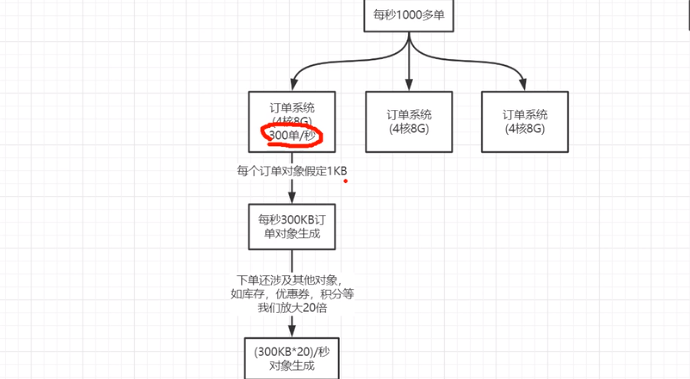 每秒1000多单
订单系统
(4核8G)
300单/秒
订单系统
(4核8G)
订单系统
(4核8G)
每个订单对象假定1KB
每秒300KB订
单对象生成
下单还涉及其他对象，
如库存，优惠券，积分等
我们放大20倍
(300KB*20)/秒
对象生成